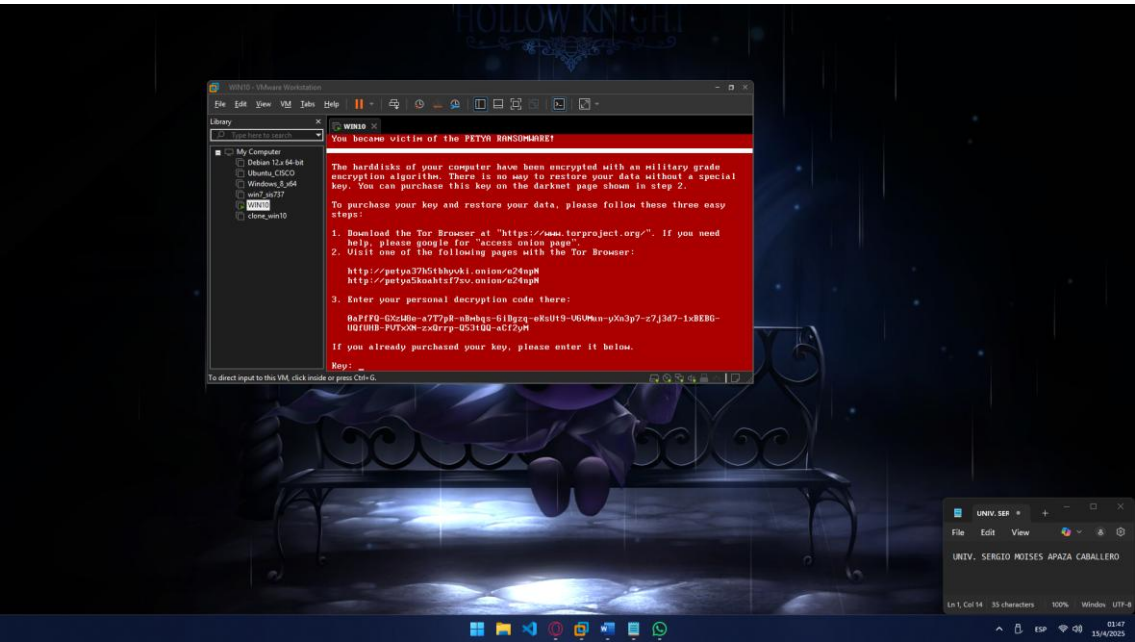 HOLLOW KNIGHT
WIN10 - VMware Workstation
File Edit View VM Tabs Help
Library
Type here to search
WIN10
My Computer
Debian 12.x 64-bit
Ubuntu_CISCO
Windows_8_x64
win7_sis737
WIN10
clone_win10
You became victim of the PETYA RANSOMWARE!
The harddisks of your computer have been encrypted with an military grade
encryption algorithm. There is no way to restore your data without a special
key. You can purchase this key on the darknet page shown in step 2.
To purchase your key and restore your data, please follow these three easy
steps:
1. Download the Tor Browser at "https://www.torproject.org/". If you need
help, please google for "access onion page".
2. Visit one of the following pages with the Tor Browser:
http://petya37h5tbhyvki.onion/e24npN
http://petya5koahtsf7sv.onion/e24npN
3. Enter your personal decryption code there:
If you already purchased your key, please enter it below.
Key: _
To direct input to this VM, click inside or press Ctrl+G.
UNIV. SER
File Edit View
UNIV. SERGIO MOISES APAZA CABALLERO
Ln 1, Col 14 35 characters 100% Window UTF-8
ESP
01:47
15/4/2025